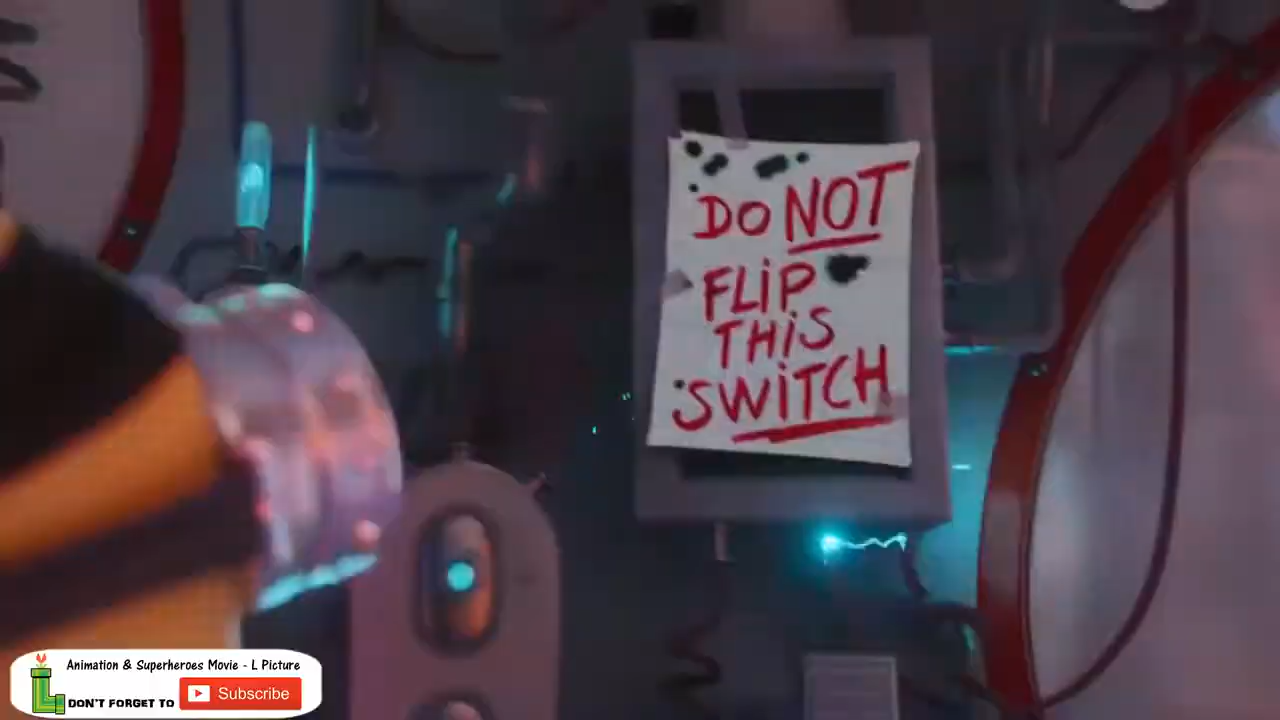 DO NOT
FLIP
THIS
SWITCH
Animation & Superheroes Movie - L Picture
DON'T FORGET TO
Subscribe